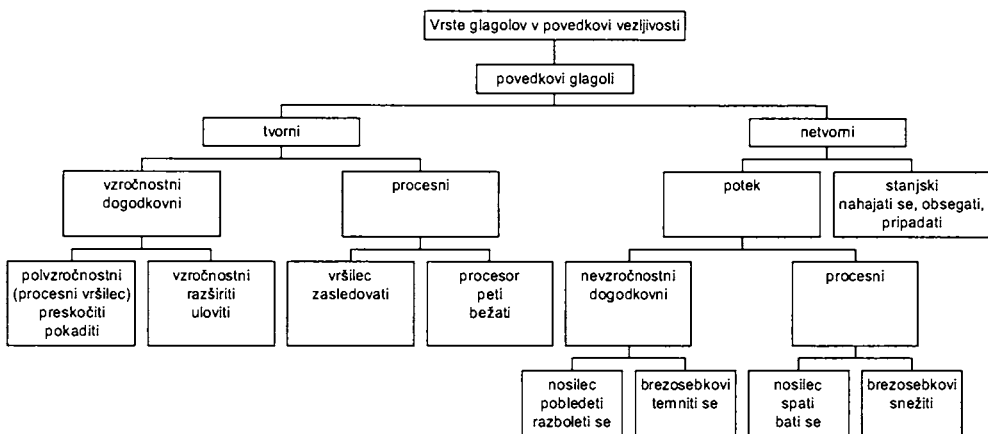 Vrste glagolov v povedkovi vezljivosti
povedkovi glagoli
tvorni
netvorni
vzročnostni
dogodkovni
procesni
potek
stanjski
nahajati se, obsegati,
pripadati
polvzročnostni
(procesni vršilec)
preskočiti
pokaditi
vzročnostni
razširiti
uloviti
vršilec
zasledovati
procesor
peti
bežati
nevzročnostni
dogodkovni
procesni
nosilec
pobledeti
razboleti se
brezosebkovi
temniti se
nosilec
spati
bati se
brezosebkovi
snežiti